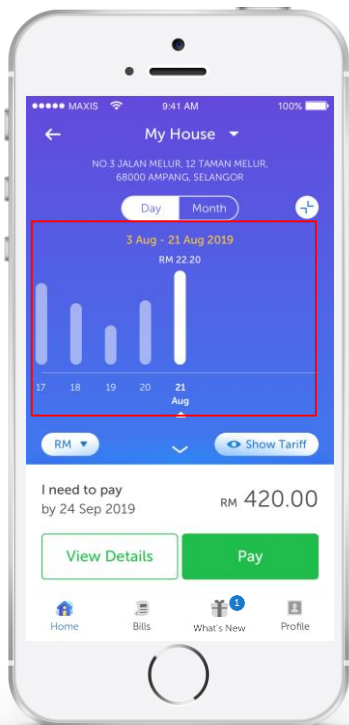 MAXIS 9:41 AM 100%
My House
NO.3 JALAN MELUR, 12 TAMAN MELUR,
68000 AMPANG, SELANGOR
Day Month
3 Aug - 21 Aug 2019
RM 22.20
17 18 19 20 21
Aug
RM Show Tariff
I need to pay
by 24 Sep 2019
RM 420.00
View Details Pay
1
Home Bills What's New Profile